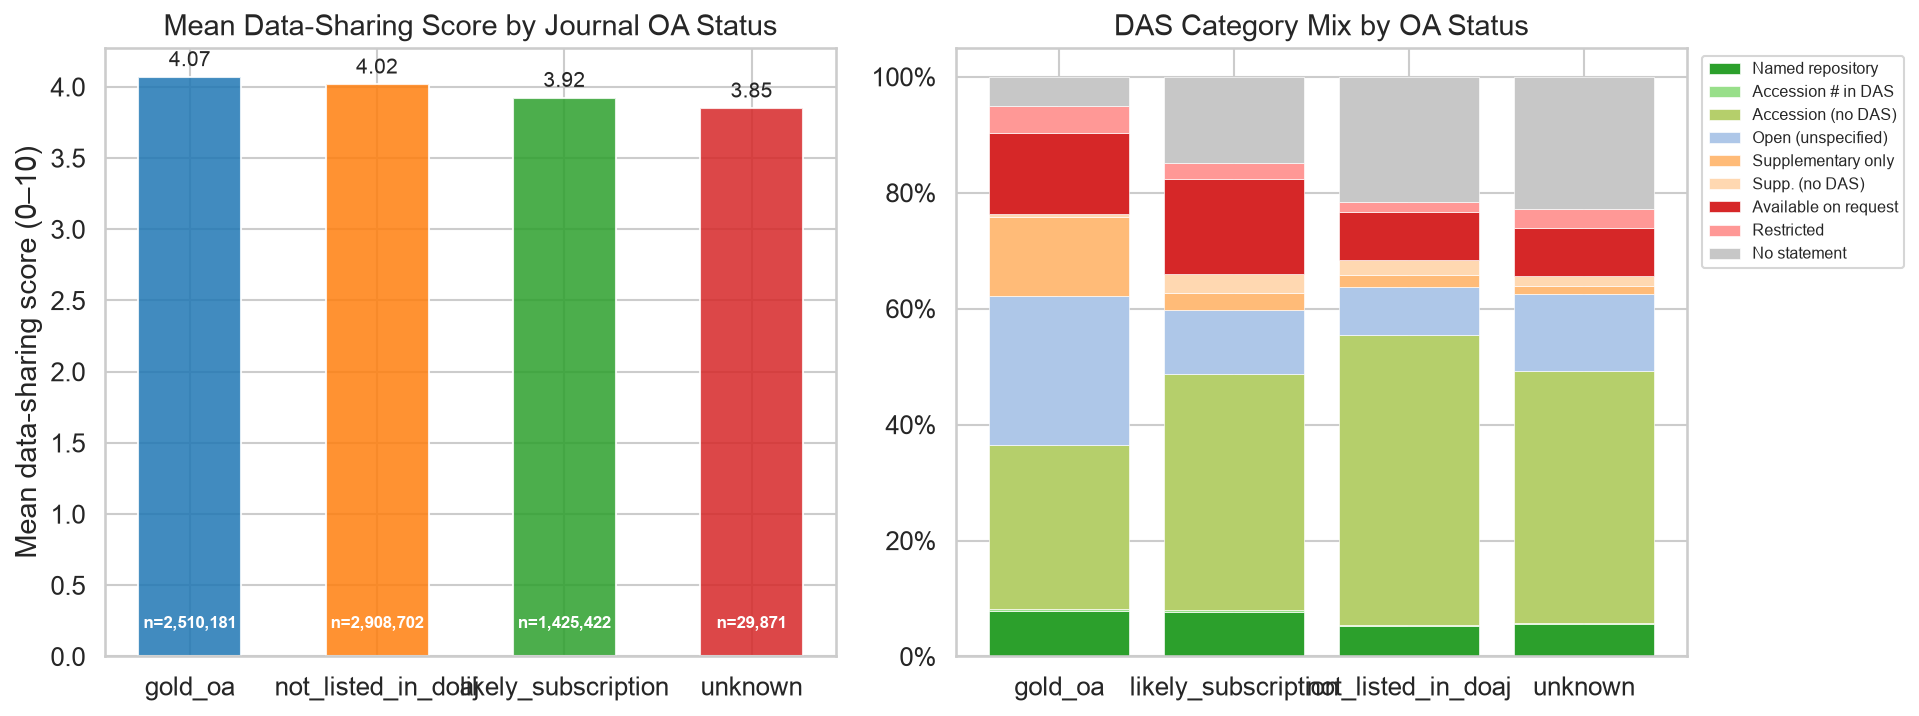 Mean Data-Sharing Score by Journal OA Status
Mean data-sharing score (0–10)
4.0
3.5
3.0
2.5
2.0
1.5
1.0
0.5
0.0
4.07
4.02
3.92
3.85
n=2,510,181
n=2,908,702
n=1,425,422
n=29,871
gold_oa
not_listed_in_doaj
likely_subscription
unknown
DAS Category Mix by OA Status
100%
80%
60%
40%
20%
0%
gold_oa
likely_subscription
not_listed_in_doaj
unknown
Named repository
Accession # in DAS
Accession (no DAS)
Open (unspecified)
Supplementary only
Supp. (no DAS)
Available on request
Restricted
No statement